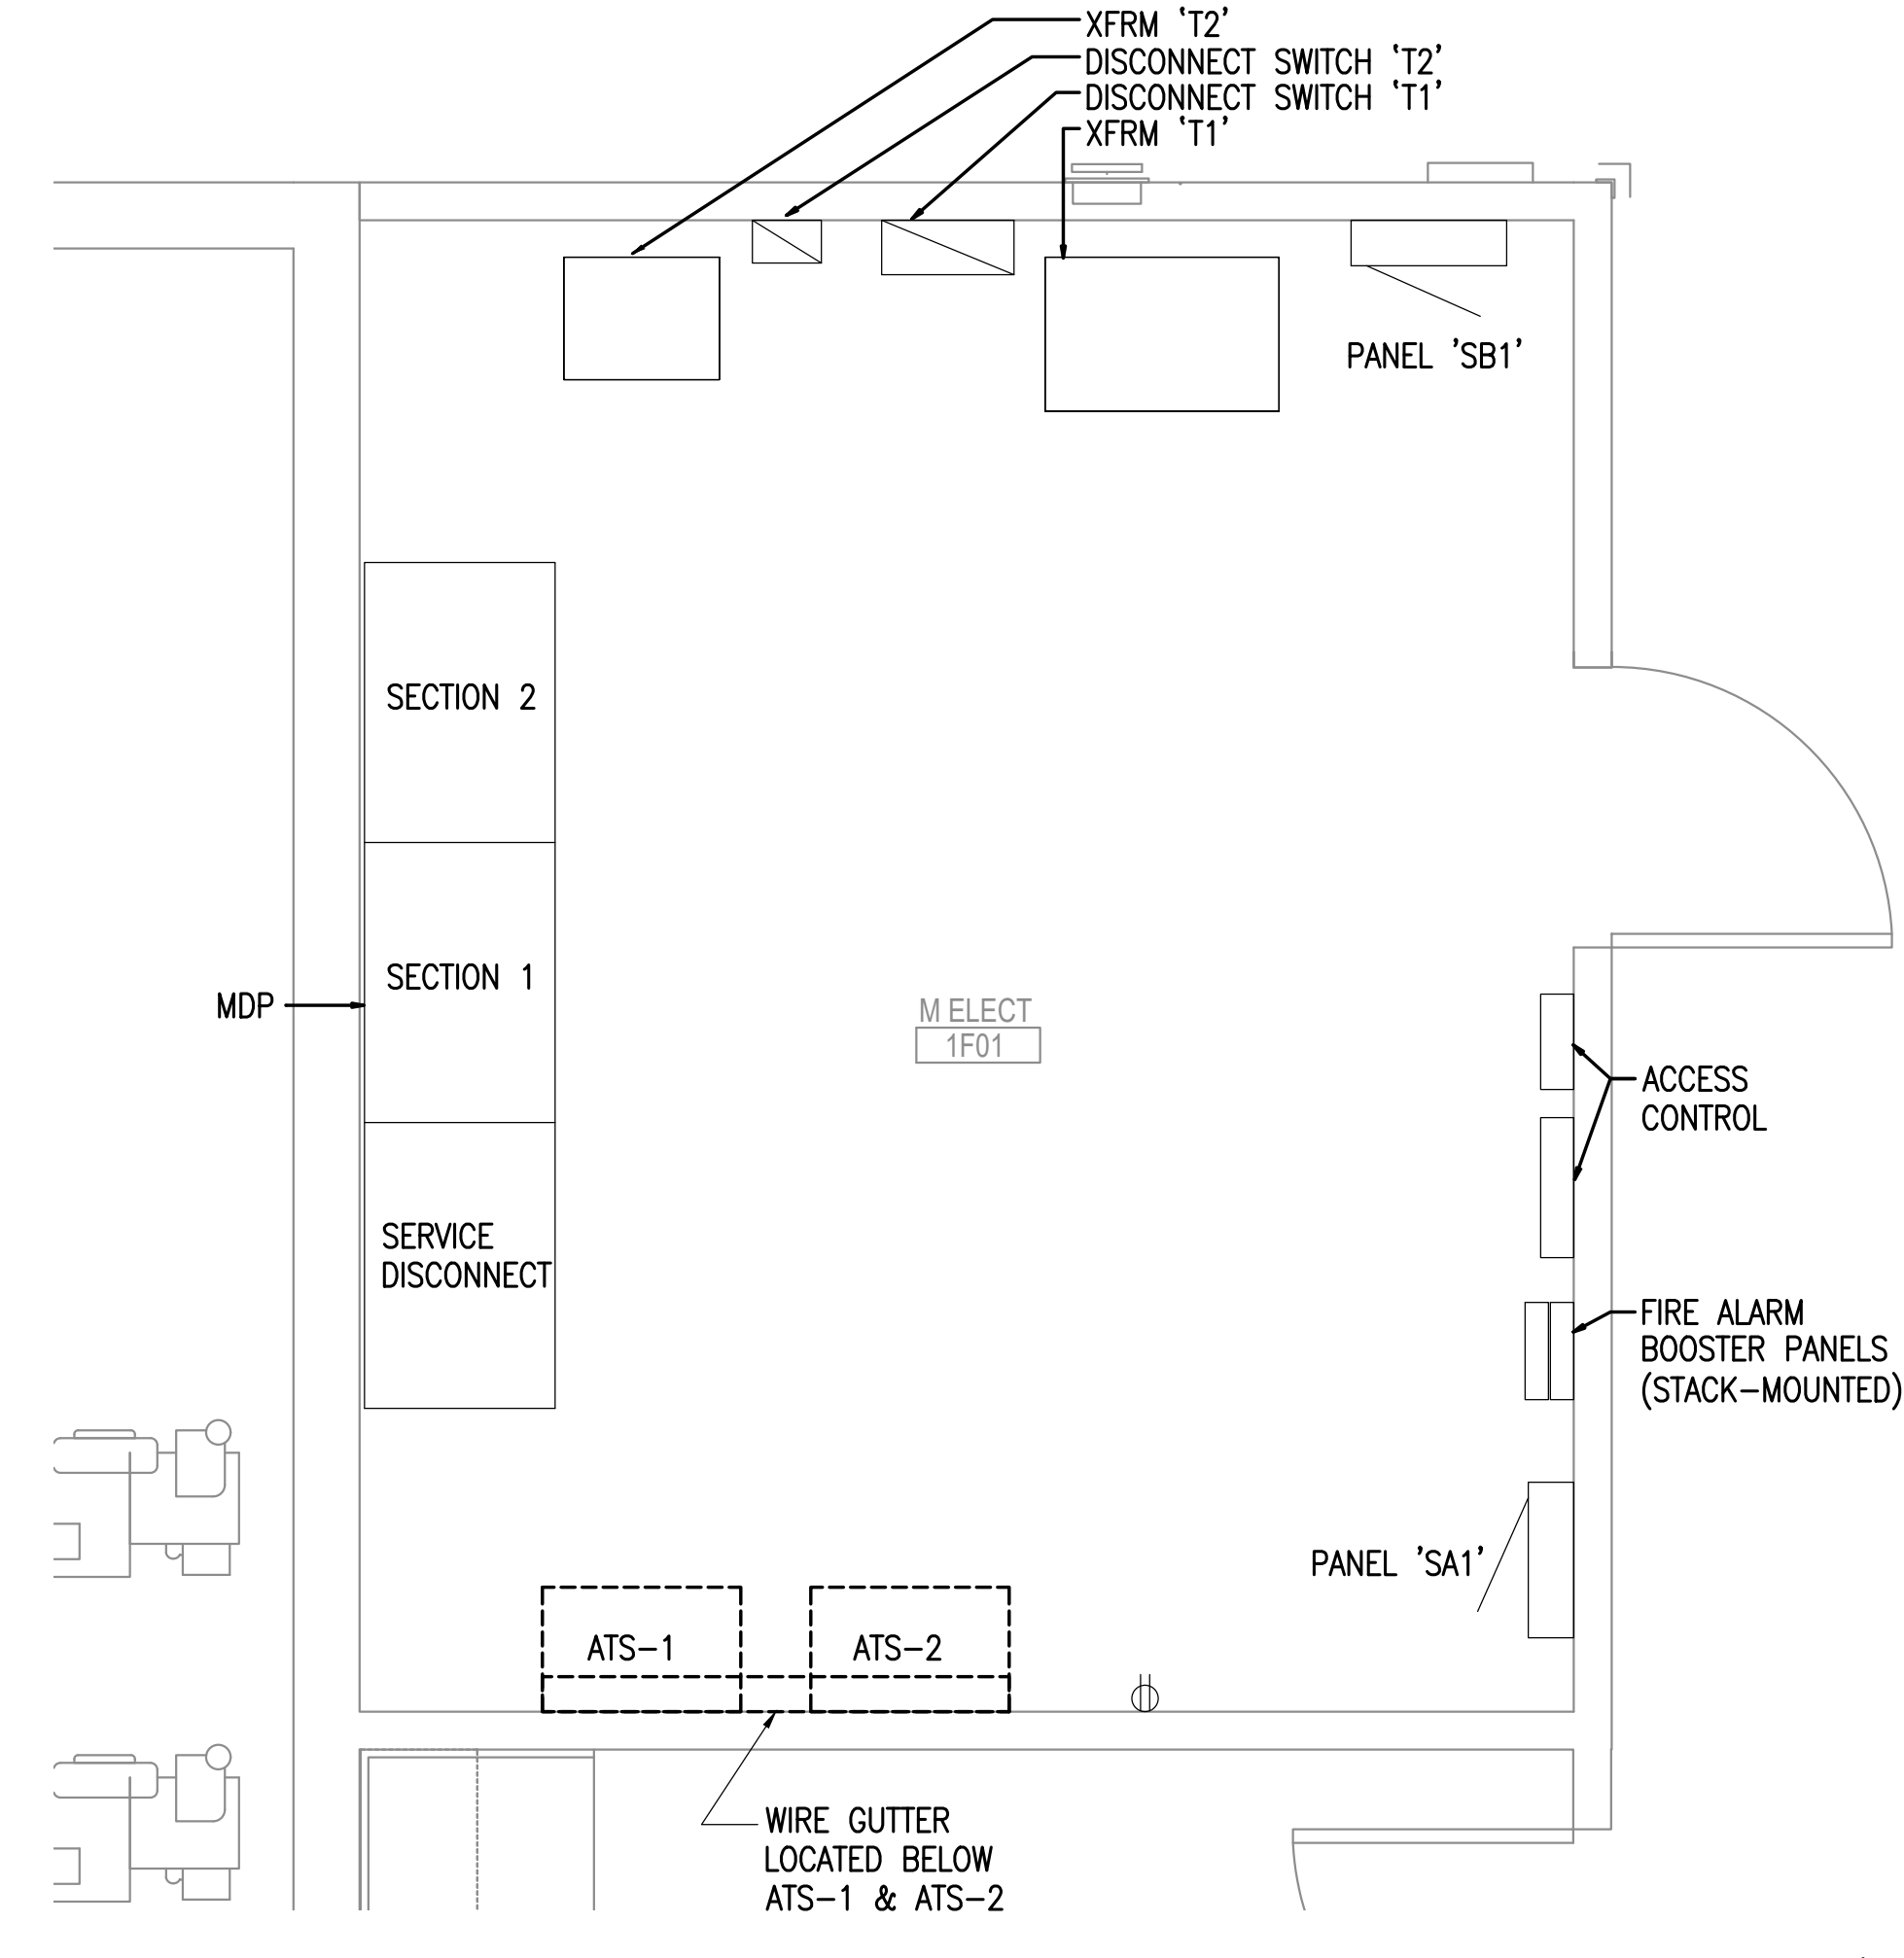 XFRM 'T2'
DISCONNECT SWITCH 'T2'
DISCONNECT SWITCH 'T1'
XFRM 'T1'
PANEL 'SB1'
SECTION 2
SECTION 1
MDP
M ELECT
1F01
ACCESS
CONTROL
SERVICE
DISCONNECT
FIRE ALARM
BOOSTER PANELS
(STACK-MOUNTED)
PANEL 'SA1'
ATS-1
ATS-2
WIRE GUTTER
LOCATED BELOW
ATS-1 & ATS-2